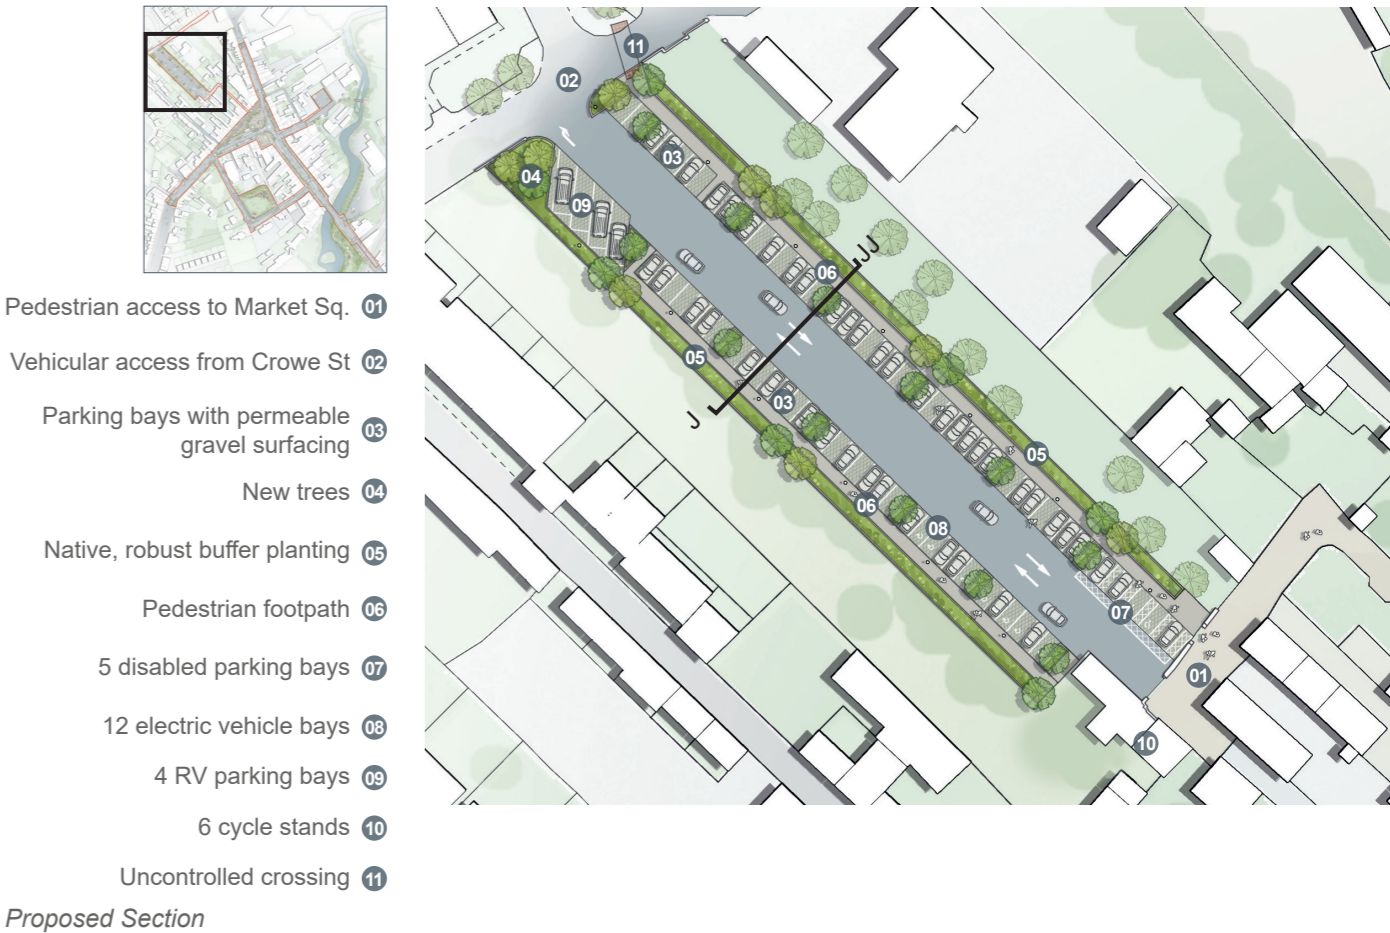 Pedestrian access to Market Sq. 01
Vehicular access from Crowe St 02
Parking bays with permeable
gravel surfacing 03
New trees 04
Native, robust buffer planting 05
Pedestrian footpath 06
5 disabled parking bays 07
12 electric vehicle bays 08
4 RV parking bays 09
6 cycle stands 10
Uncontrolled crossing 11
Proposed Section
11
02
03
04
09
JJ
06
05
J
03
05
06
08
07
01
10